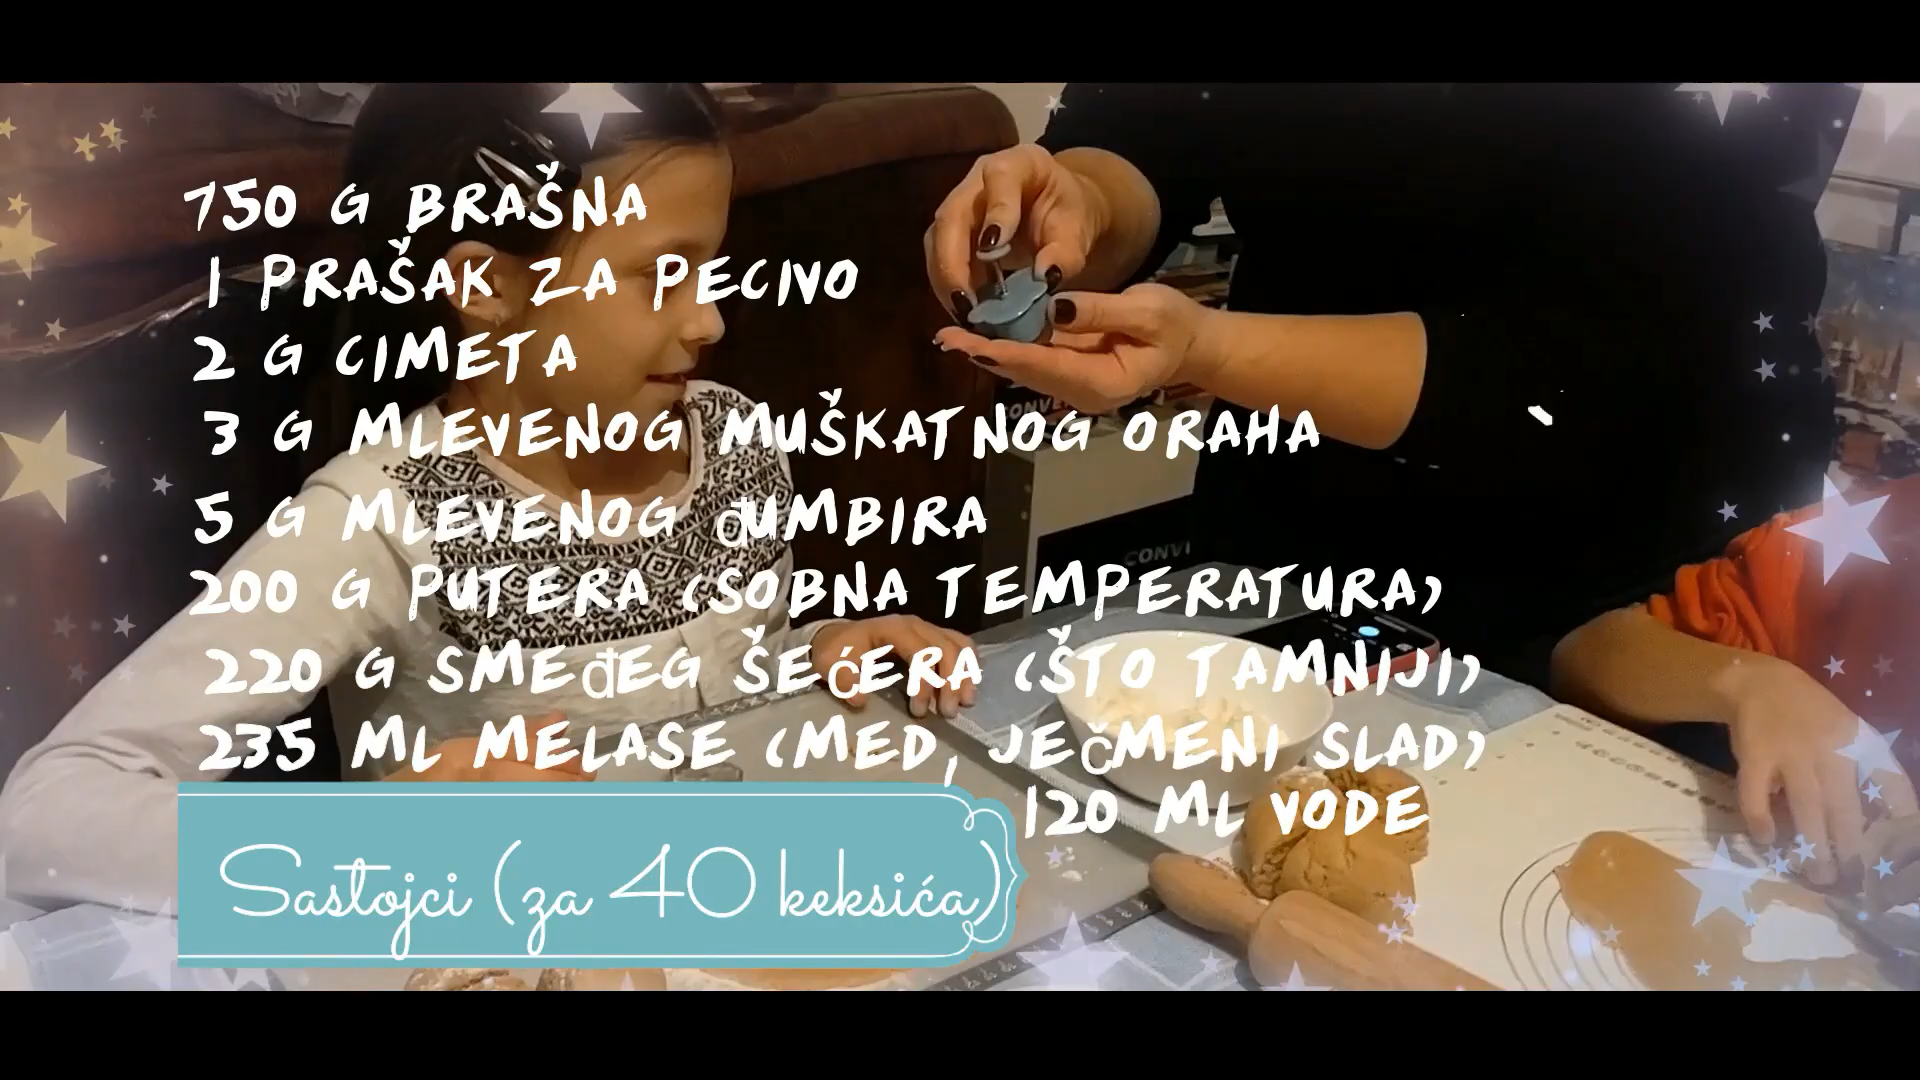 750 G BRAŠNA
1 PRAŠAK ZA PECIVO
2 G CIMETA
3 G MLEVENOG MUŠKATNOG ORAHA
5 G MLEVENOG đUMBIRA
200 G PUTERA (SOBNA TEMPERATURA)
220 G SMEđEG ŠEĆERA (ŠTO TAMNIJI)
235 ML MELASE (MED, JEČMENI SLAD)
120 ML VODE
Sastojci (za 40 keksića)